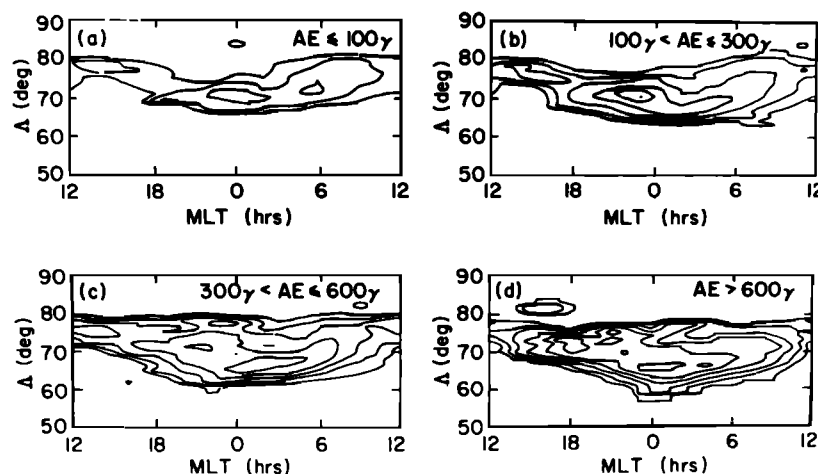 (a) AE ≤ 100γ
90
80
70
60
50
Λ (deg)
12 18 0 6 12
MLT (hrs)
(b) 100γ < AE ≤ 300γ
90
80
70
60
50
Λ (deg)
12 18 0 6 12
MLT (hrs)
(c) 300γ < AE ≤ 600γ
90
80
70
60
50
Λ (deg)
12 18 0 6 12
MLT (hrs)
(d) AE > 600γ
90
80
70
60
50
Λ (deg)
12 18 0 6 12
MLT (hrs)